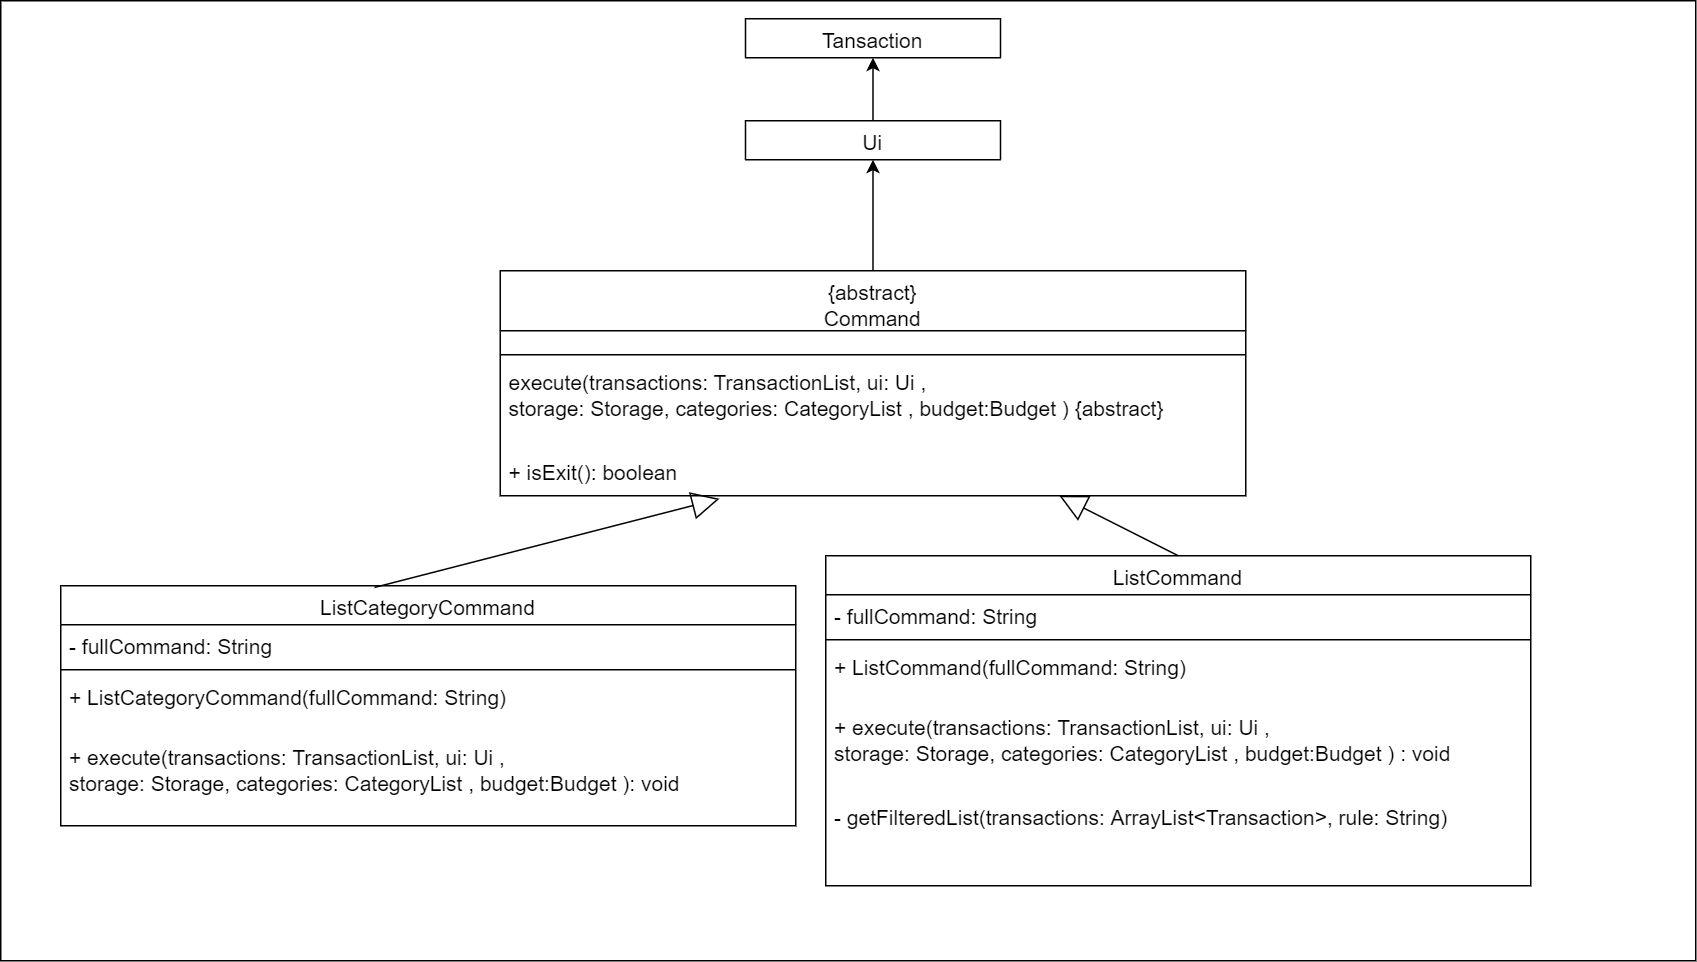 Tansaction
Ui
{abstract}
Command
execute(transactions: TransactionList, ui: Ui ,
storage: Storage, categories: CategoryList , budget:Budget ) {abstract}
+ isExit(): boolean
ListCategoryCommand
- fullCommand: String
+ ListCategoryCommand(fullCommand: String)
+ execute(transactions: TransactionList, ui: Ui ,
storage: Storage, categories: CategoryList , budget:Budget ): void
ListCommand
- fullCommand: String
+ ListCommand(fullCommand: String)
+ execute(transactions: TransactionList, ui: Ui ,
storage: Storage, categories: CategoryList , budget:Budget ) : void
- getFilteredList(transactions: ArrayList<Transaction>, rule: String)